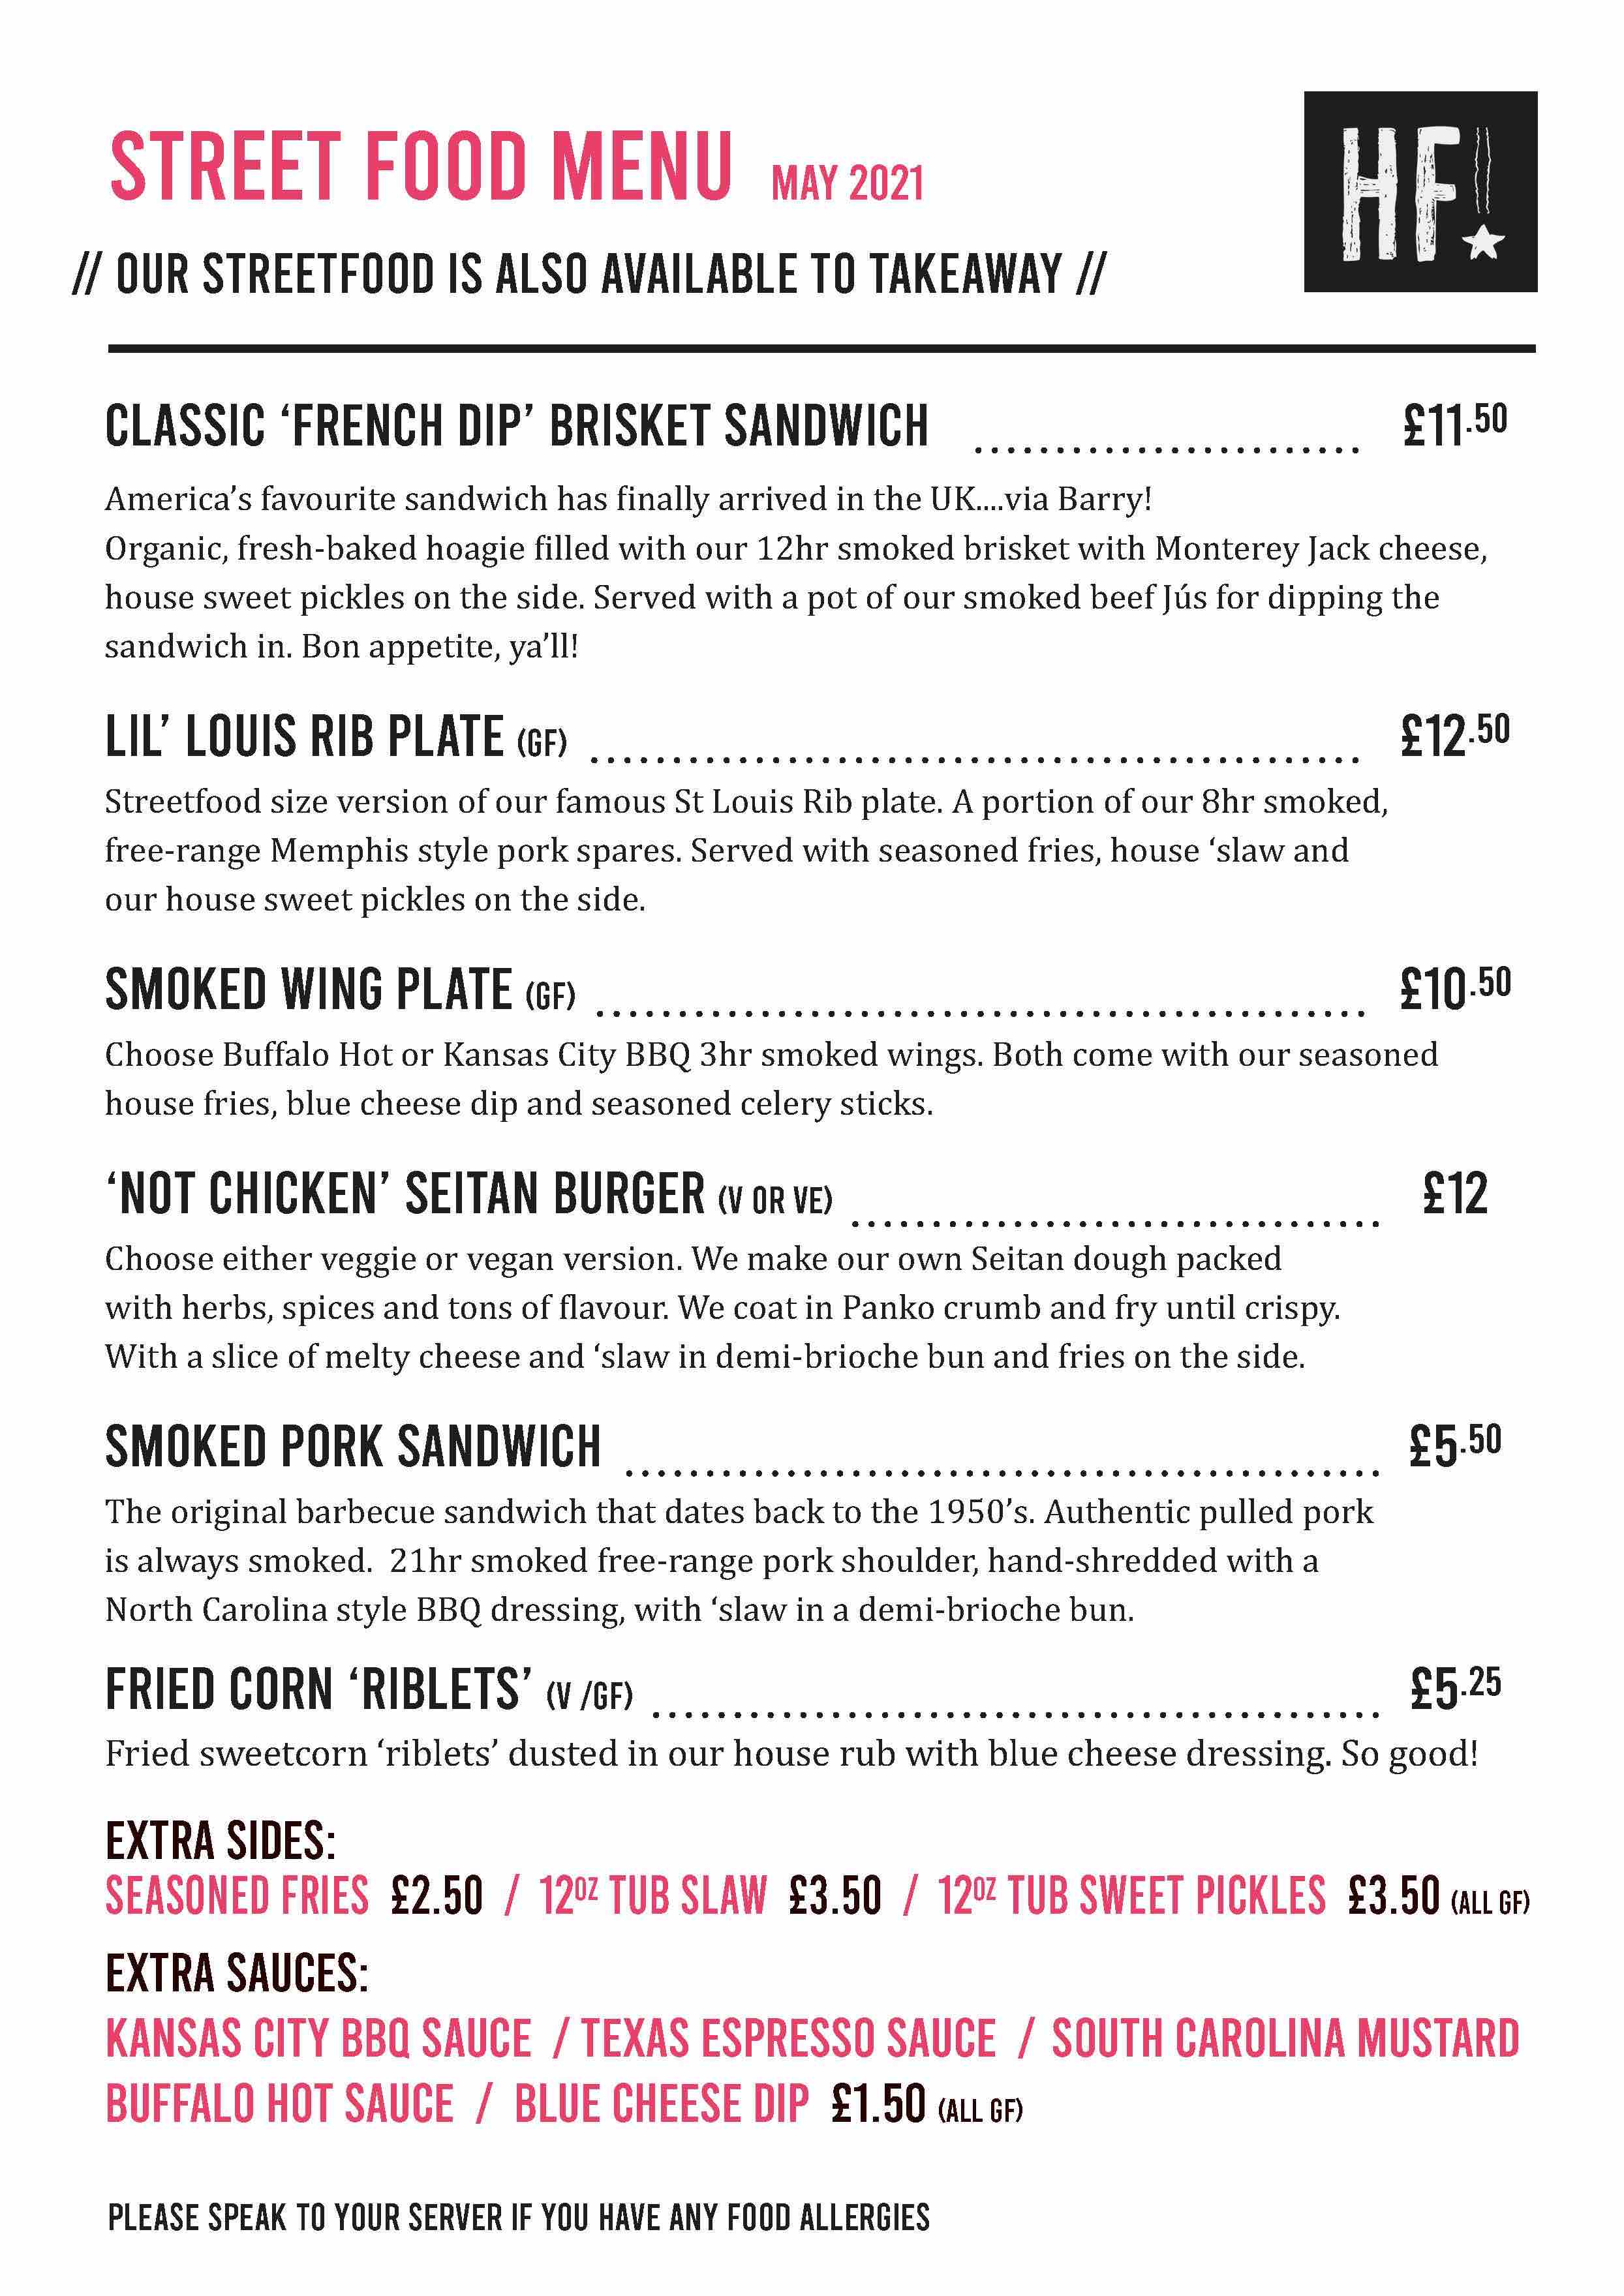 STREET FOOD MENU MAY 2021
HF!
// OUR STREETFOOD IS ALSO AVAILABLE TO TAKEAWAY //
CLASSIC ‘FRENCH DIP’ BRISKET SANDWICH ........................ £11.50
America’s favourite sandwich has finally arrived in the UK....via Barry!
Organic, fresh-baked hoagie filled with our 12hr smoked brisket with Monterey Jack cheese,
house sweet pickles on the side. Served with a pot of our smoked beef Jús for dipping the
sandwich in. Bon appetite, ya’ll!
LIL’ LOUIS RIB PLATE (GF) ............................................... £12.50
Streetfood size version of our famous St Louis Rib plate. A portion of our 8hr smoked,
free-range Memphis style pork spares. Served with seasoned fries, house ‘slaw and
our house sweet pickles on the side.
SMOKED WING PLATE (GF) ............................................... £10.50
Choose Buffalo Hot or Kansas City BBQ 3hr smoked wings. Both come with our seasoned
house fries, blue cheese dip and seasoned celery sticks.
‘NOT CHICKEN’ SEITAN BURGER (V OR VE) ................................. £12
Choose either veggie or vegan version. We make our own Seitan dough packed
with herbs, spices and tons of flavour. We coat in Panko crumb and fry until crispy.
With a slice of melty cheese and ‘slaw in demi-brioche bun and fries on the side.
SMOKED PORK SANDWICH ............................................... £5.50
The original barbecue sandwich that dates back to the 1950’s. Authentic pulled pork
is always smoked. 21hr smoked free-range pork shoulder, hand-shredded with a
North Carolina style BBQ dressing, with ‘slaw in a demi-brioche bun.
FRIED CORN ‘RIBLETS’ (V /GF) ............................................. £5.25
Fried sweetcorn ‘riblets’ dusted in our house rub with blue cheese dressing. So good!
EXTRA SIDES:
SEASONED FRIES £2.50 / 12OZ TUB SLAW £3.50 / 12OZ TUB SWEET PICKLES £3.50 (ALL GF)
EXTRA SAUCES:
KANSAS CITY BBQ SAUCE / TEXAS ESPRESSO SAUCE / SOUTH CAROLINA MUSTARD
BUFFALO HOT SAUCE / BLUE CHEESE DIP £1.50 (ALL GF)
PLEASE SPEAK TO YOUR SERVER IF YOU HAVE ANY FOOD ALLERGIES